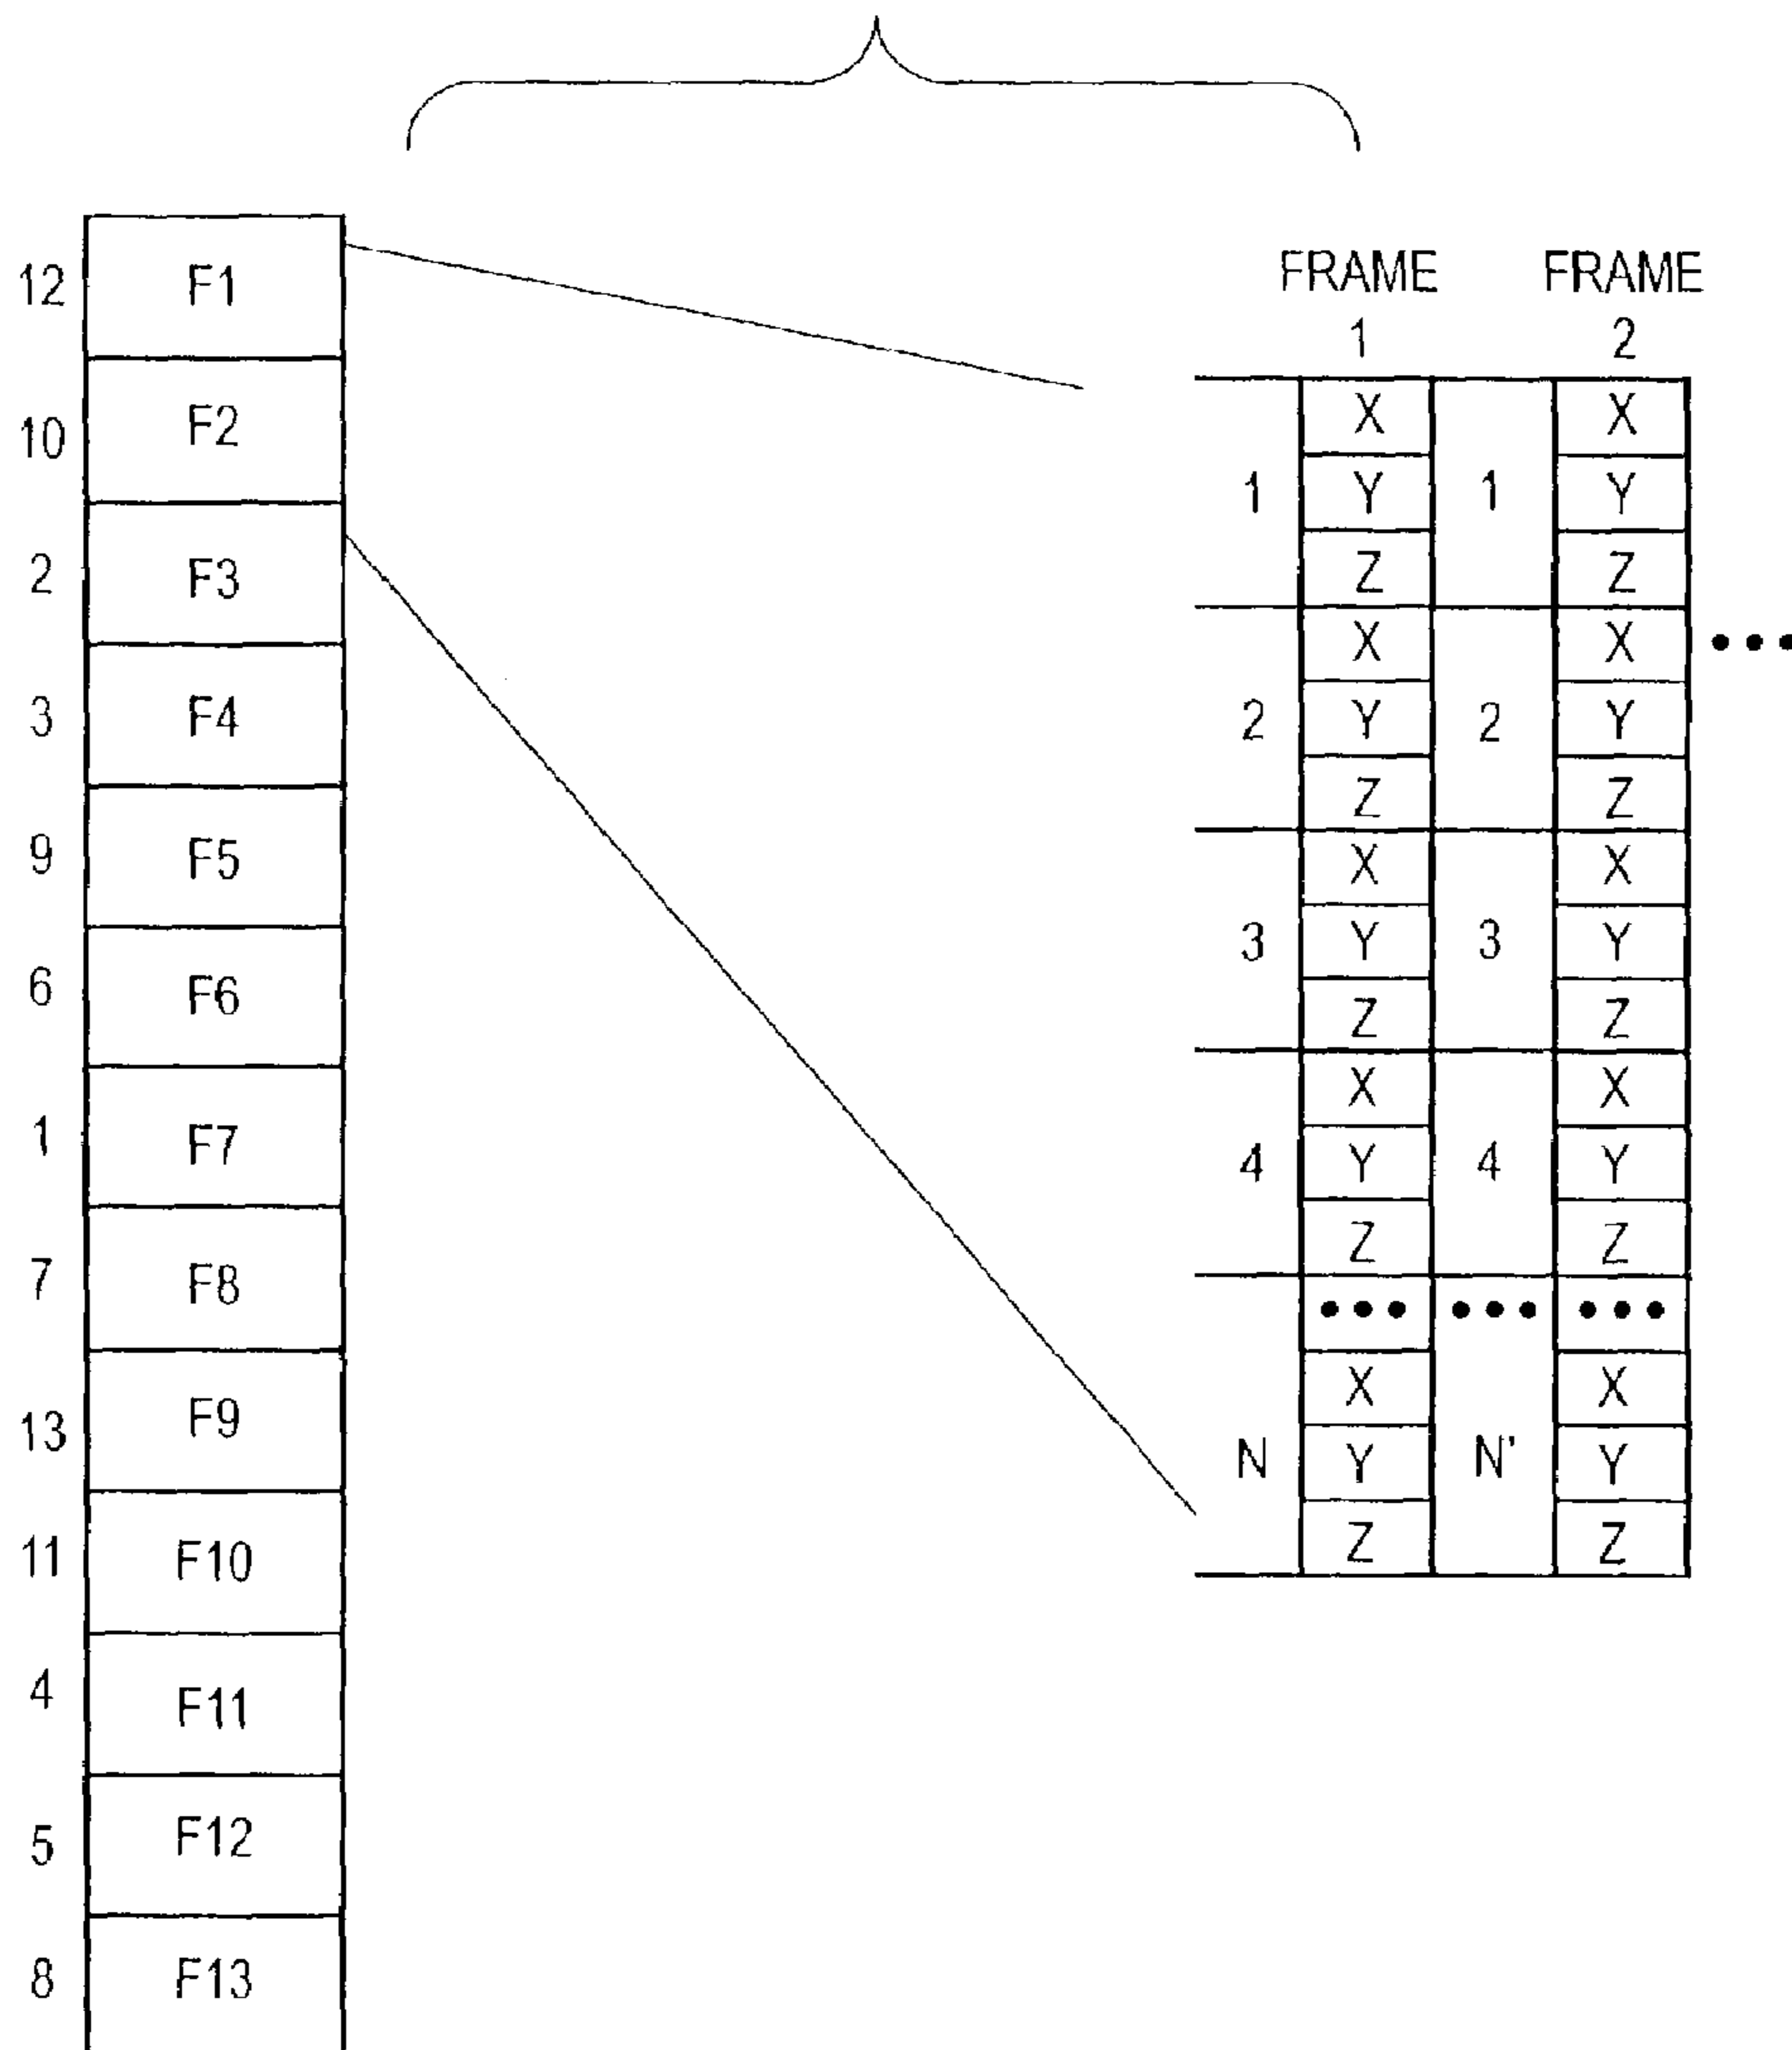 12 F1
10 F2
2 F3
3 F4
9 F5
6 F6
1 F7
7 F8
13 F9
11 F10
4 F11
5 F12
8 F13
FRAME FRAME
1 2
X X
1 Y 1 Y
Z Z
X X •••
2 Y 2 Y
Z Z
X X
3 Y 3 Y
Z Z
X X
4 Y 4 Y
Z Z
••• ••• •••
X X
N Y N' Y
Z Z